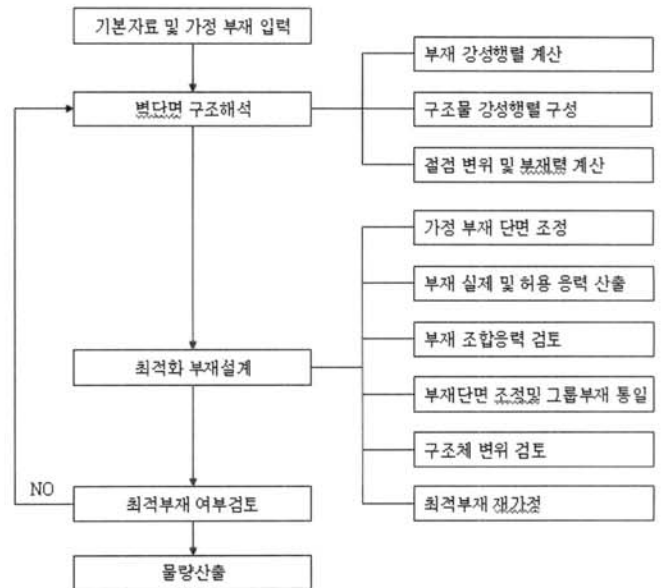 기본자료 및 가정 부재 입력
부재 강성행렬 계산
벽단면 구조해석
구조물 강성행렬 구성
절점 변위 및 부재력 계산
가정 부재 단면 조정
부재 실제 및 허용 응력 산출
부재 조합응력 검토
최적화 부재설계
부재단면 조정및 그룹부재 통일
구조체 변위 검토
NO
최적부재 여부검토
최적부재 재가정
물량산출